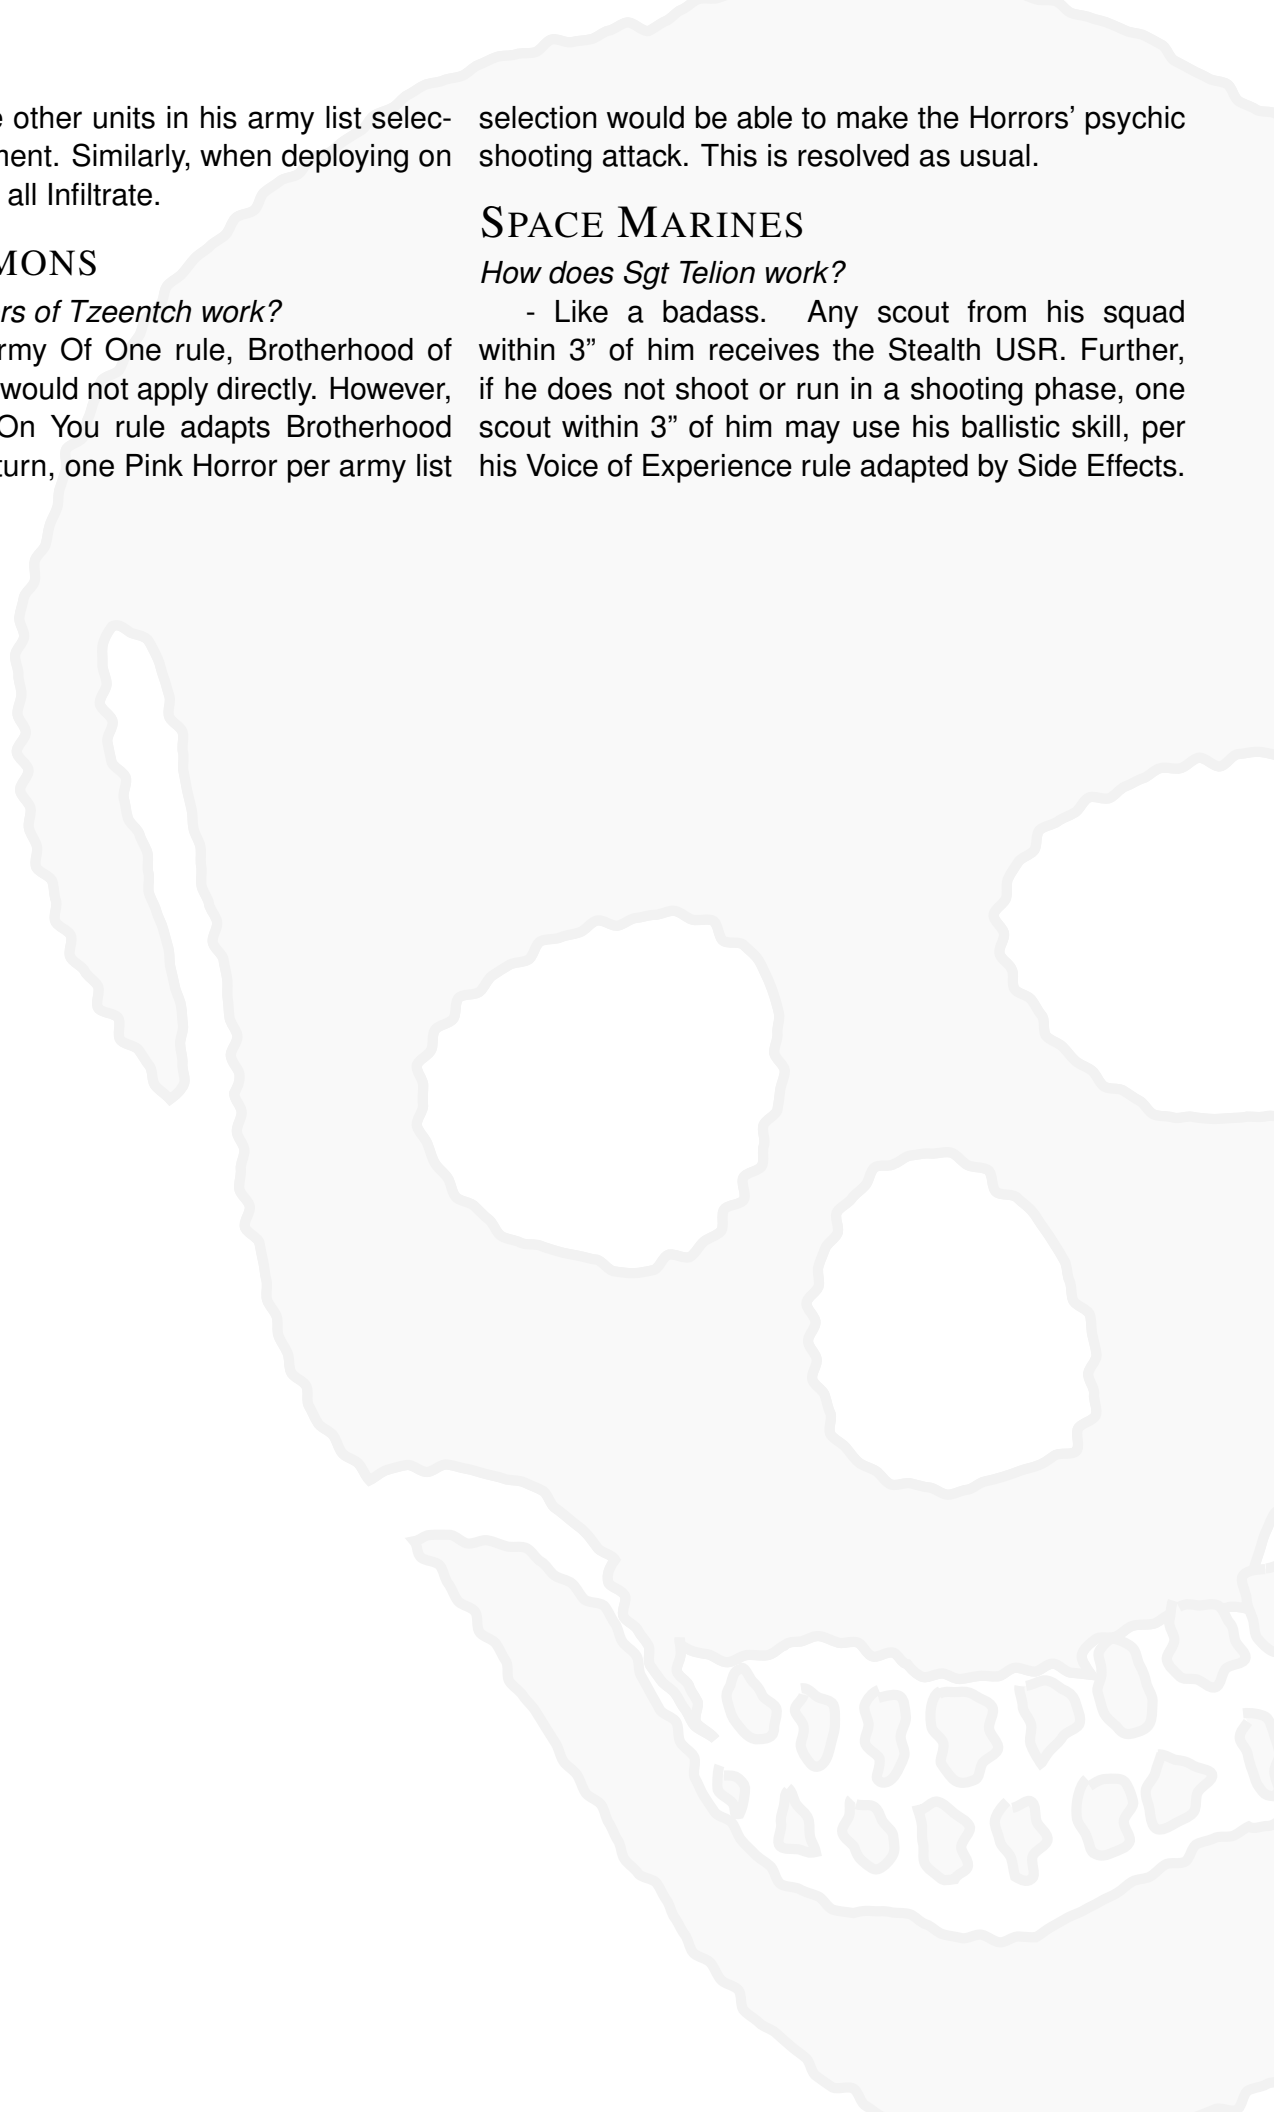 other units in his army list selec-
ment. Similarly, when deploying on
all Infiltrate.
MONS
rs of Tzeentch work?
rmy Of One rule, Brotherhood of
would not apply directly. However,
On You rule adapts Brotherhood
turn, one Pink Horror per army list
selection would be able to make the Horrors’ psychic
shooting attack. This is resolved as usual.
SPACE MARINES
How does Sgt Telion work?
- Like a badass. Any scout from his squad
within 3” of him receives the Stealth USR. Further,
if he does not shoot or run in a shooting phase, one
scout within 3” of him may use his ballistic skill, per
his Voice of Experience rule adapted by Side Effects.